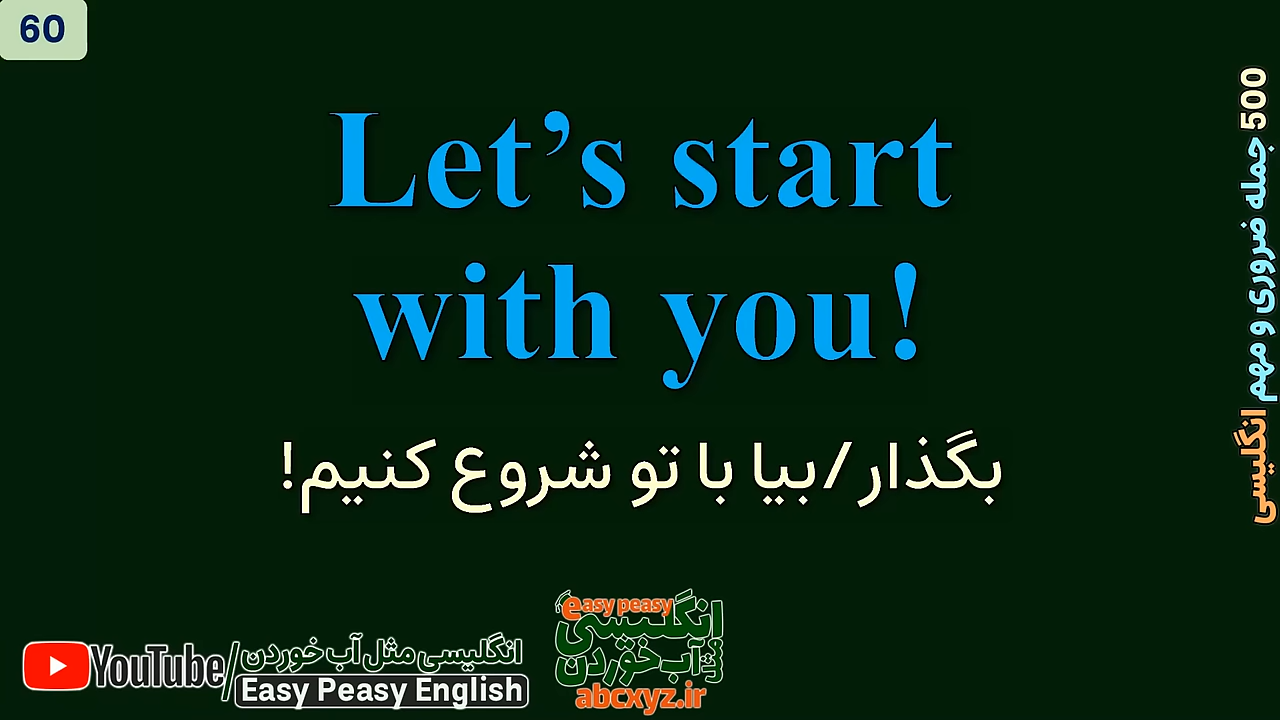 60
Let’s start
with you!
بگذار/بیا با تو شروع کنیم!
500 جمله ضروری و مهم انگلیسی
YouTube/انگلیسی مثل آب خوردن
Easy Peasy English
easy peasy
انگلیسی
مثل آب خوردن
abcxyz.ir